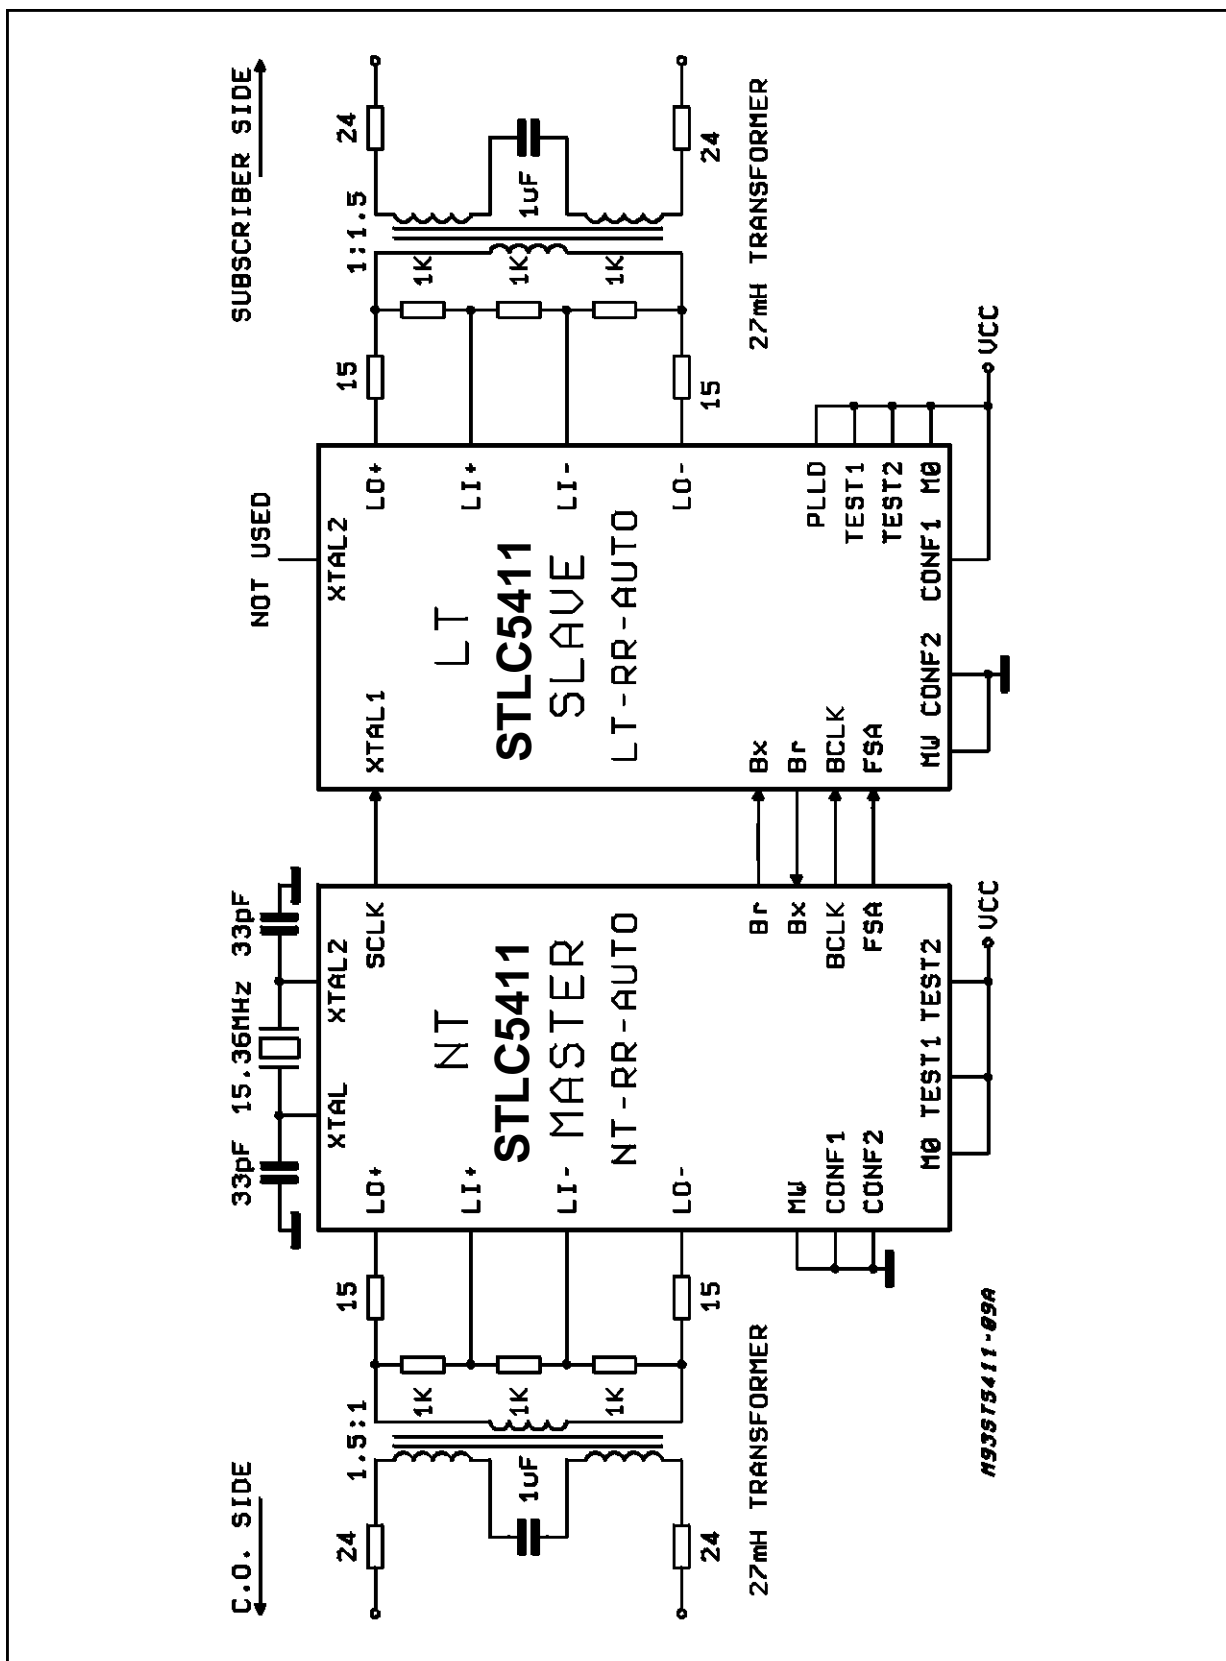 C.O. SIDE
SUBSCRIBER SIDE
33pF
15.36MHz
33pF
NOT USED
XTAL
XTAL2
XTAL1
XTAL2
24
1.5:1
15
LO+
SCLK
LO+
15
1:1.5
24
1K
LI+
NT
LT
LI+
1K
1uF
1K
STLC5411
STLC5411
1K
1uF
LI-
MASTER
SLAVE
LI-
1K
NT-RR-AUTO
LT-RR-AUTO
1K
24
15
LO-
LO-
15
24
27mH TRANSFORMER
MW
Br
Bx
27mH TRANSFORMER
CONF1
Bx
Br
PLLD
CONF2
BCLK
BCLK
TEST1
FSA
FSA
TEST2
M0 TEST1 TEST2
MW CONF2 CONF1 M0
VCC
VCC
M93ST5411-09A